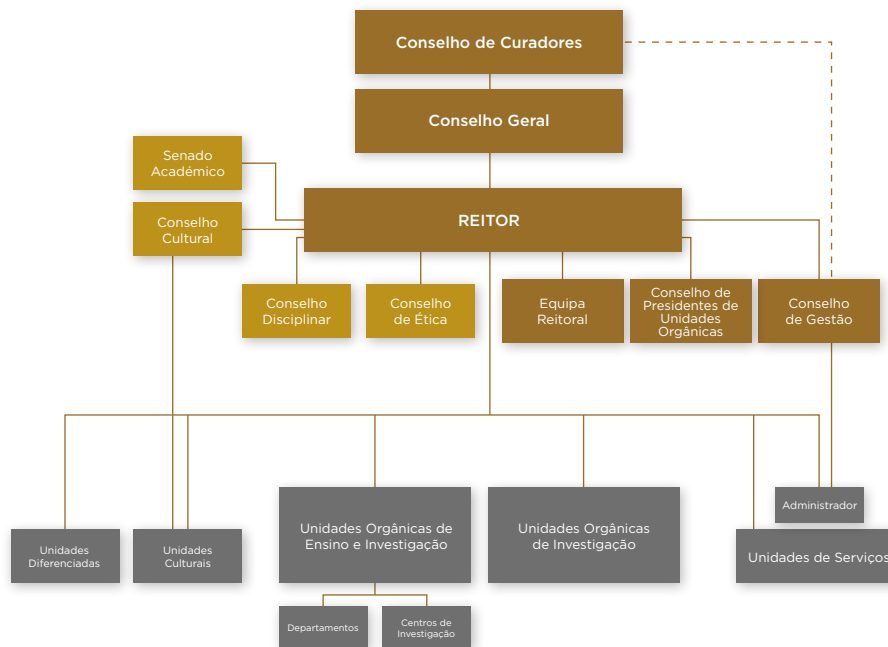 Conselho de Curadores
Conselho Geral
Senado
Académico
Conselho
Cultural
REITOR
Conselho
Disciplinar
Conselho
de Ética
Equipa
Reitoral
Conselho de
Presidentes de
Unidades
Orgânicas
Conselho
de Gestão
Unidades
Diferenciadas
Unidades
Culturais
Unidades Orgânicas de
Ensino e Investigação
Unidades Orgânicas
de Investigação
Administrador
Unidades de Serviços
Departamentos
Centros de
Investigação